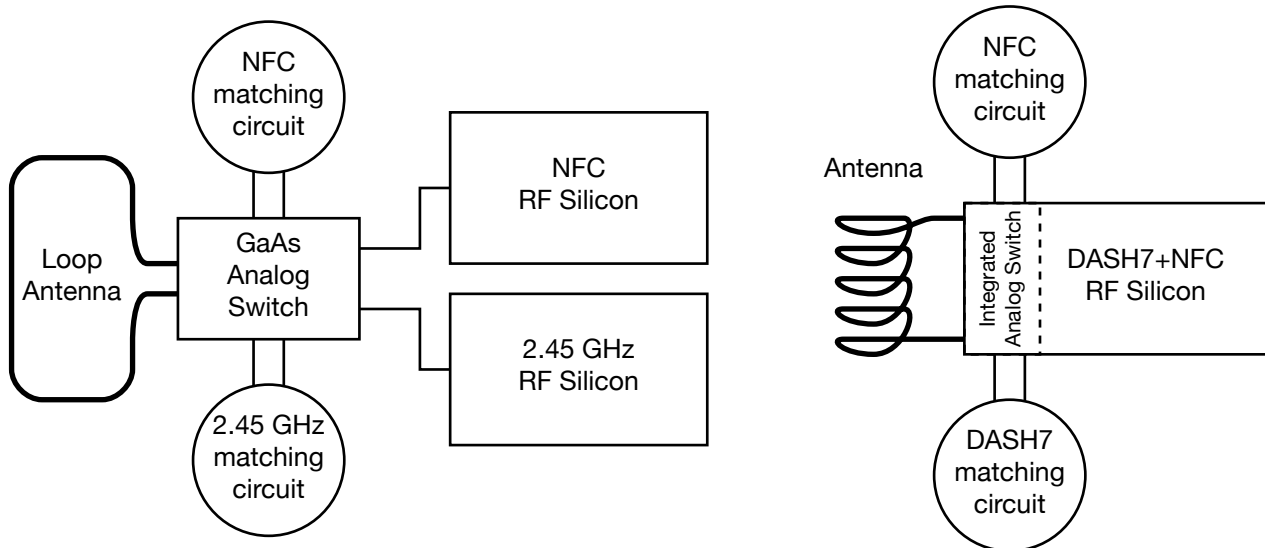 NFC
matching
circuit
Loop
Antenna
GaAs
Analog
Switch
NFC
RF Silicon
2.45 GHz
RF Silicon
2.45 GHz
matching
circuit
NFC
matching
circuit
Antenna
Integrated
Analog Switch
DASH7+NFC
RF Silicon
DASH7
matching
circuit